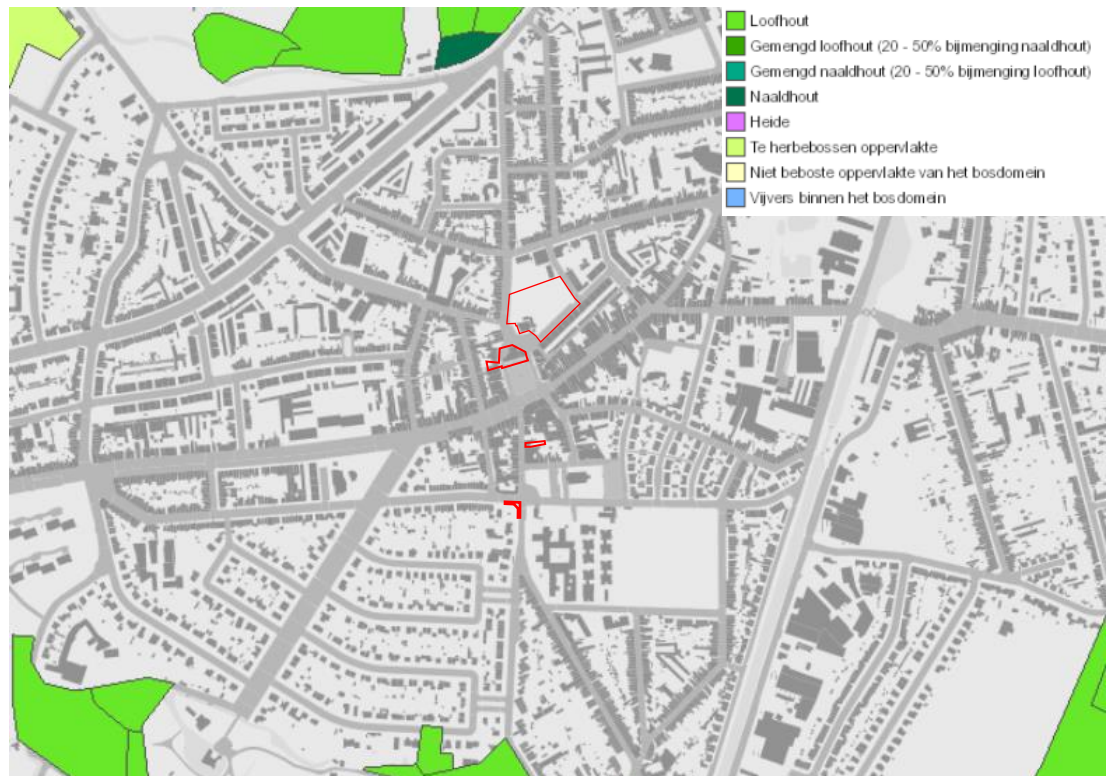 Loofhout
Gemengd loofhout (20 - 50% bijmenging naaldhout)
Gemengd naaldhout (20 - 50% bijmenging loofhout)
Naaldhout
Heide
Te herbebossen oppervlakte
Niet beboste oppervlakte van het bosdomein
Vijvers binnen het bosdomein